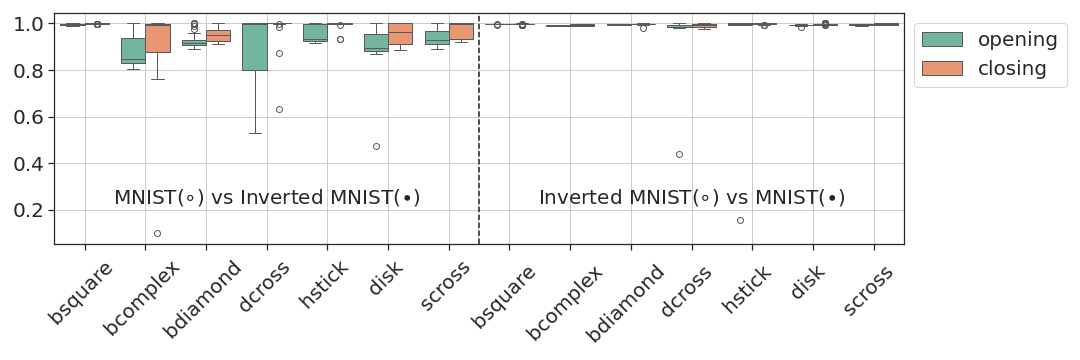 1.0
0.8
0.6
0.4
0.2
MNIST(∘) vs Inverted MNIST(•)
Inverted MNIST(∘) vs MNIST(•)
opening
closing
bsquare
bcomplex
bdiamond
dcross
hstick
disk
scross
bsquare
bcomplex
bdiamond
dcross
hstick
disk
scross